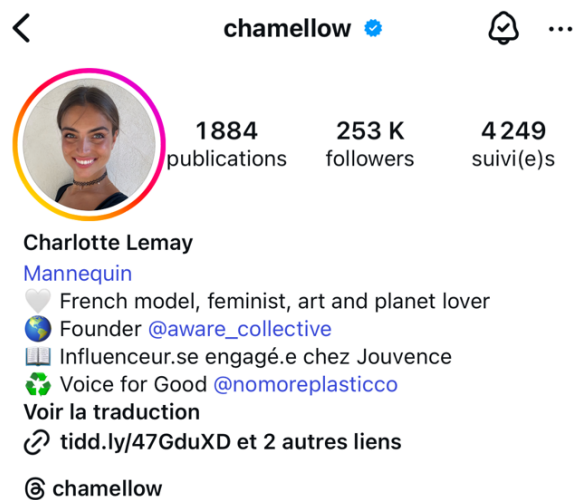 chamellow
1884 253 K 4249
publications followers suivi(e)s
Charlotte Lemay
Mannequin
🤍 French model, feminist, art and planet lover
🌎 Founder @aware_collective
📖 Influenceur.se engagé.e chez Jouvence
♻️ Voice for Good @nomoreplasticco
Voir la traduction
tidd.ly/47GduXD et 2 autres liens
chamellow